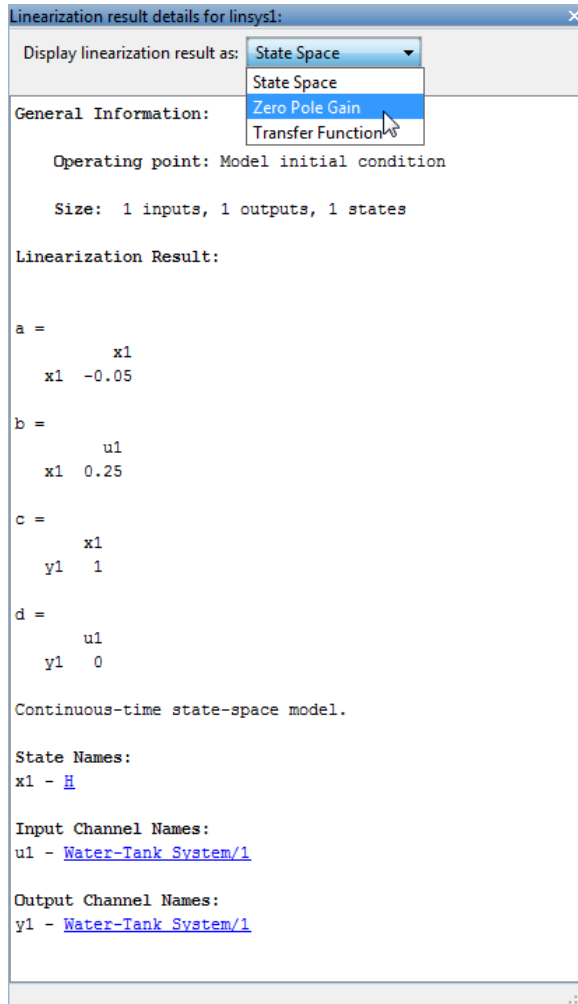 Linearization result details for linsys1:
Display linearization result as: State Space
State Space
Zero Pole Gain
Transfer Function
General Information:
Operating point: Model initial condition
Size: 1 inputs, 1 outputs, 1 states
Linearization Result:
a =
x1
x1 -0.05
b =
u1
x1 0.25
c =
x1
y1 1
d =
u1
y1 0
Continuous-time state-space model.
State Names:
x1 - H
Input Channel Names:
u1 - Water-Tank System/1
Output Channel Names:
y1 - Water-Tank System/1